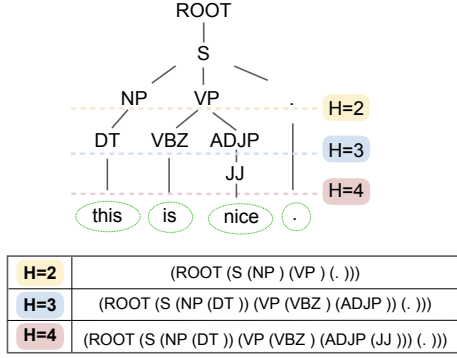 ROOT
S
NP VP .
H=2
DT VBZ ADJP
H=3
JJ
H=4
this is nice .
H=2 (ROOT (S (NP ) (VP ) (. )))
H=3 (ROOT (S (NP (DT )) (VP (VBZ ) (ADJP )) (. )))
H=4 (ROOT (S (NP (DT )) (VP (VBZ ) (ADJP (JJ ))) (. )))